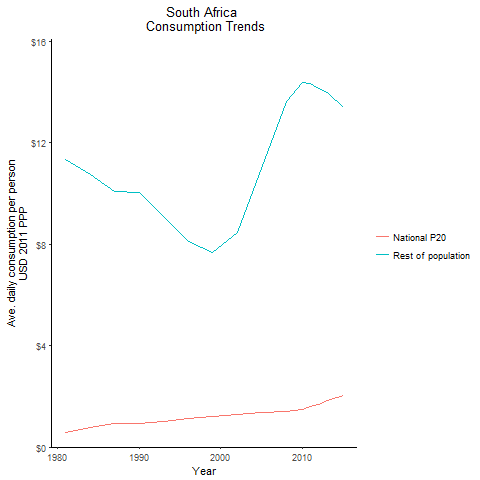 South Africa
Consumption Trends
Ave. daily consumption per person
USD 2011 PPP
$16
$12
$8
$4
$0
1980
1990
2000
2010
Year
National P20
Rest of population